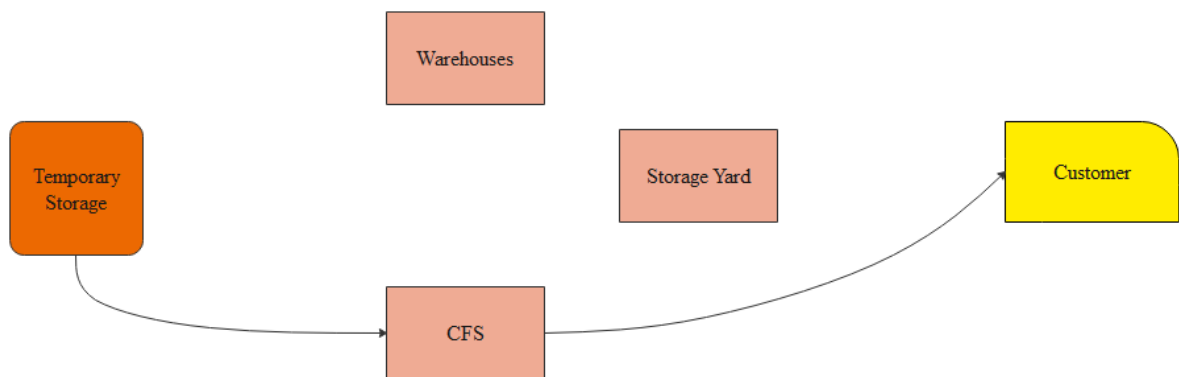 Warehouses
Temporary
Storage
Storage Yard
Customer
CFS